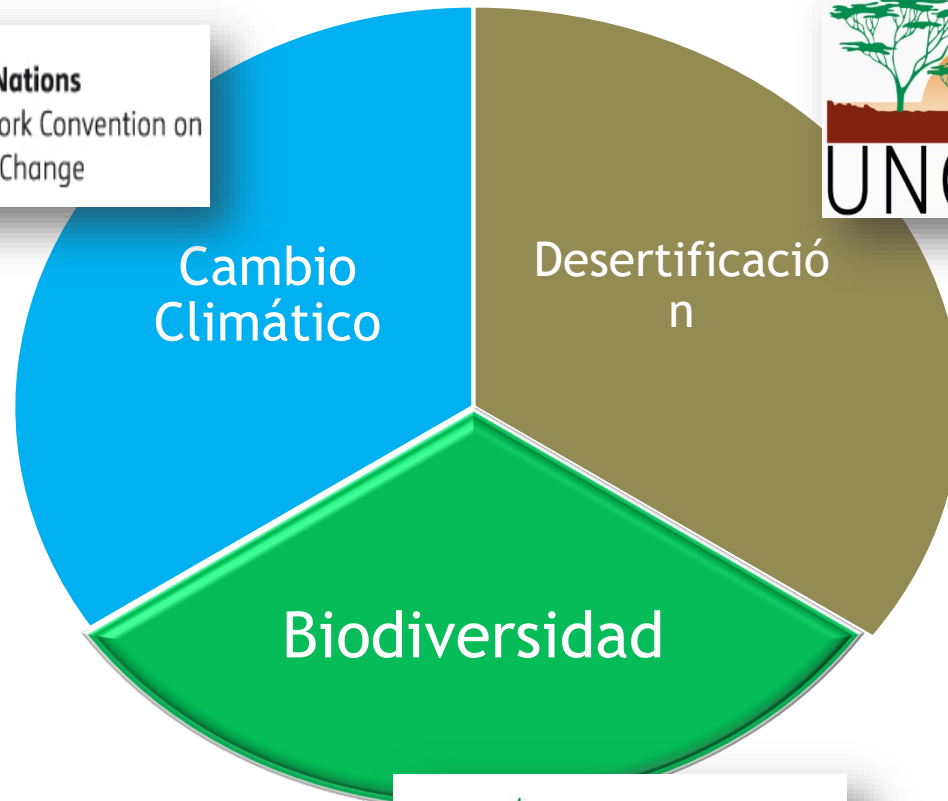 Nations
ork Convention on
Change
UN
Cambio
Climático
Desertificació
n
Biodiversidad